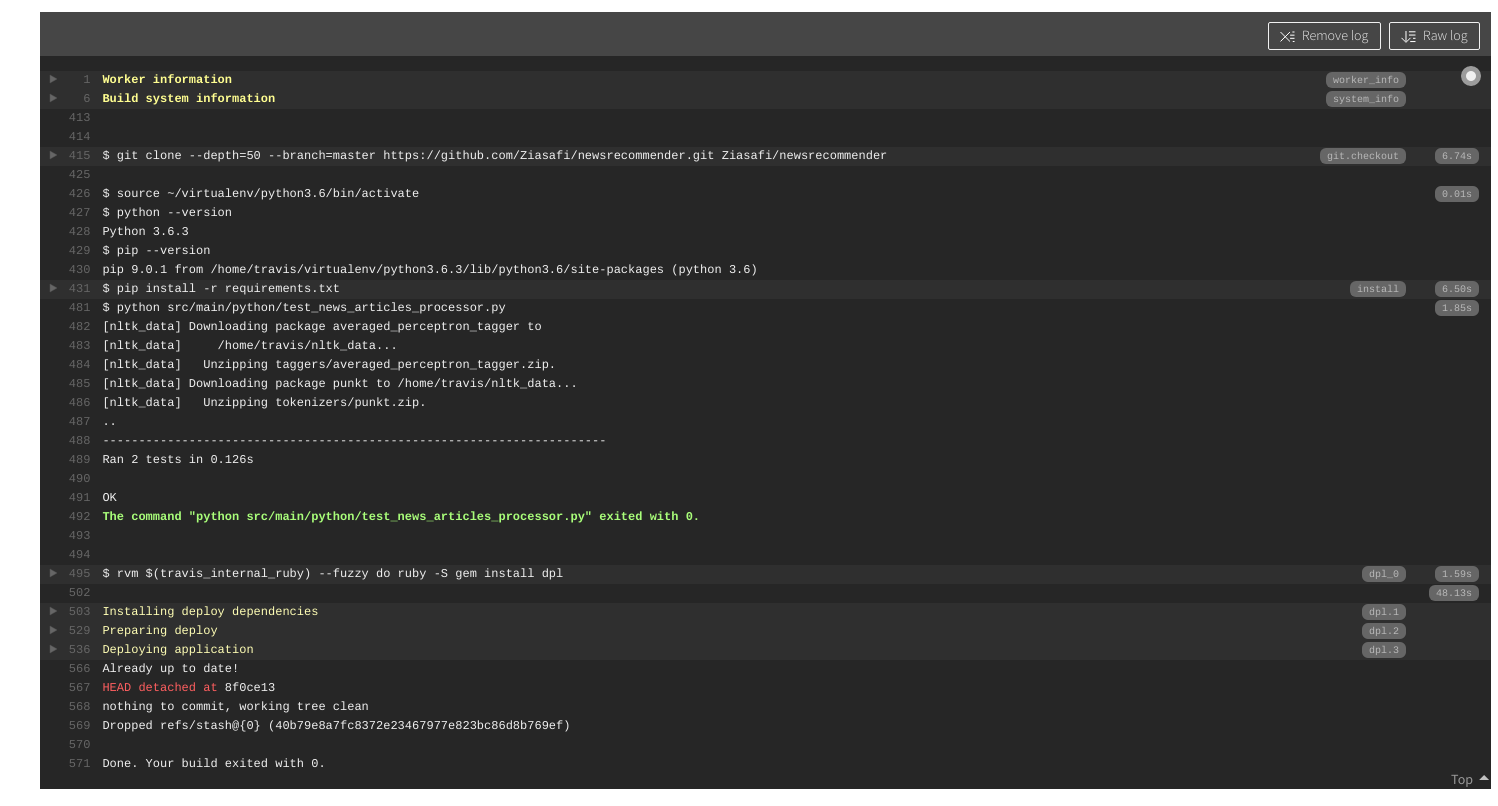 Remove log Raw log
1 Worker information worker_info
6 Build system information system_info
413
414
415 $ git clone --depth=50 --branch=master https://github.com/Ziasafi/newsrecommender.git Ziasafi/newsrecommender git.checkout 6.74s
425
426 $ source ~/virtualenv/python3.6/bin/activate 0.01s
427 $ python --version
428 Python 3.6.3
429 $ pip --version
430 pip 9.0.1 from /home/travis/virtualenv/python3.6.3/lib/python3.6/site-packages (python 3.6)
431 $ pip install -r requirements.txt install 6.50s
481 $ python src/main/python/test_news_articles_processor.py 1.85s
482 [nltk_data] Downloading package averaged_perceptron_tagger to
483 [nltk_data]     /home/travis/nltk_data...
484 [nltk_data]   Unzipping taggers/averaged_perceptron_tagger.zip.
485 [nltk_data] Downloading package punkt to /home/travis/nltk_data...
486 [nltk_data]   Unzipping tokenizers/punkt.zip.
487 ..
488 ----------------------------------------------------------------------
489 Ran 2 tests in 0.126s
490
491 OK
492 The command "python src/main/python/test_news_articles_processor.py" exited with 0.
493
494
495 $ rvm $(travis_internal_ruby) --fuzzy do ruby -S gem install dpl dpl_0 1.59s
502 48.13s
503 Installing deploy dependencies dpl.1
529 Preparing deploy dpl.2
536 Deploying application dpl.3
566 Already up to date!
567 HEAD detached at 8f0ce13
568 nothing to commit, working tree clean
569 Dropped refs/stash@{0} (40b79e8a7fc8372e23467977e823bc86d8b769ef)
570
571 Done. Your build exited with 0.
Top